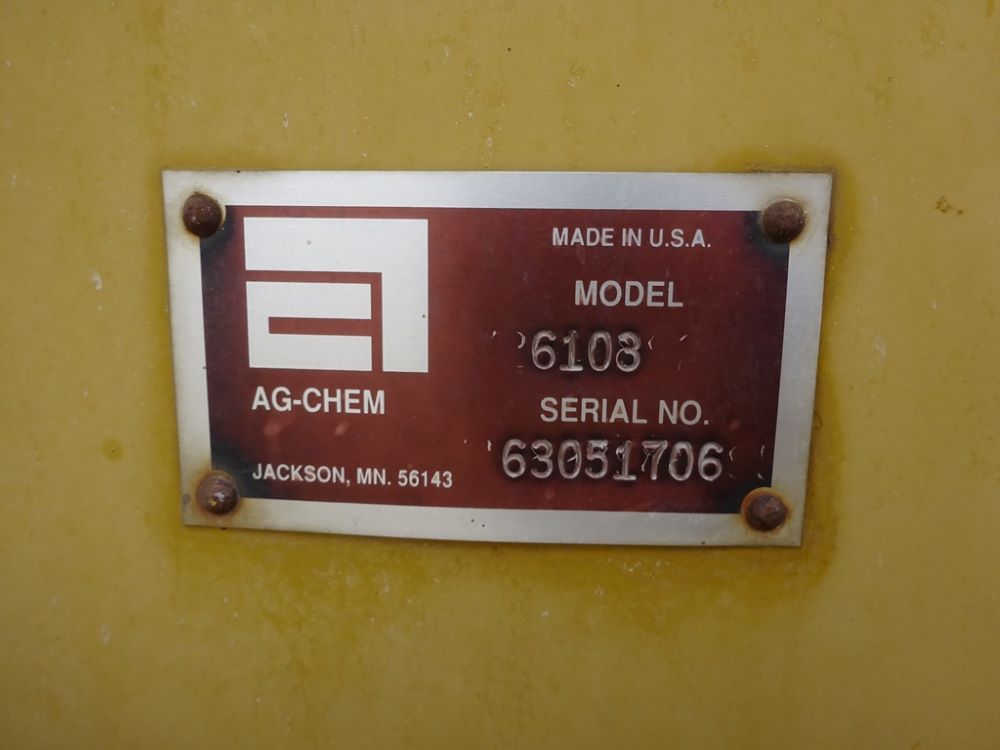 MADE IN U.S.A.
MODEL
6103
AG-CHEM
SERIAL NO.
63051706
JACKSON, MN. 56143